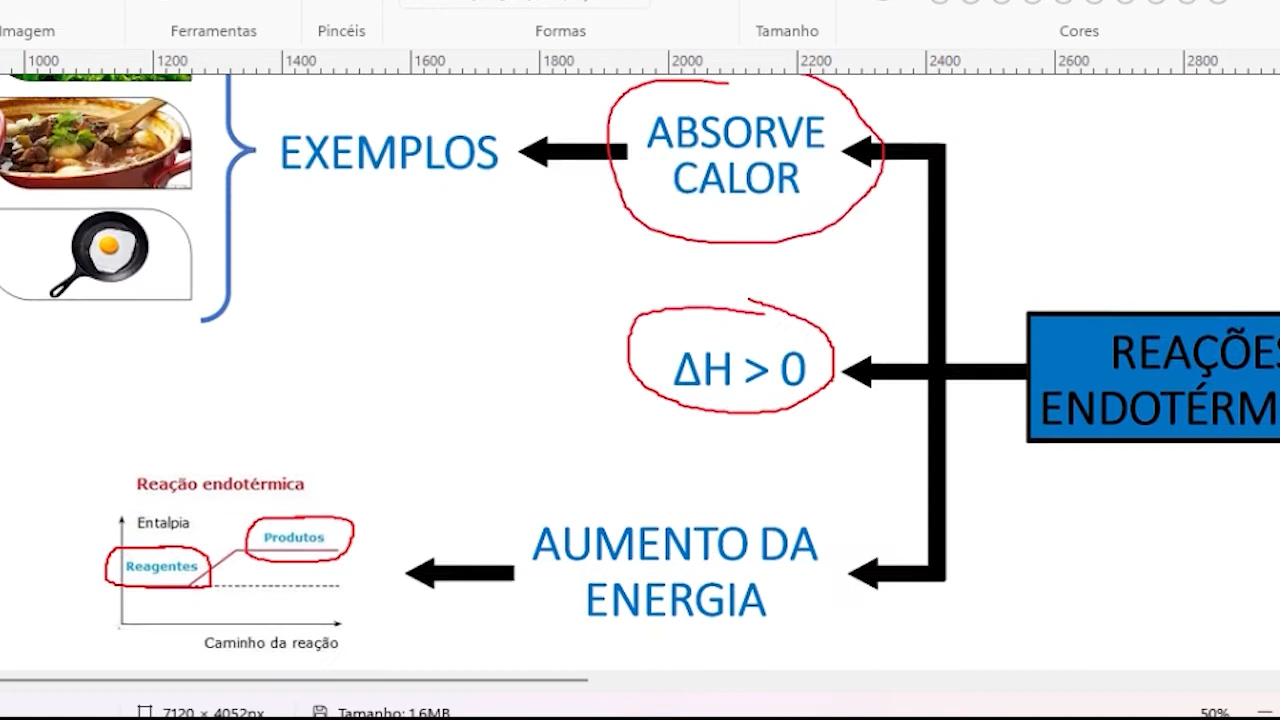 Imagem
Ferramentas
Pincéis
Formas
Tamanho
Cores
1000
1200
1400
1600
1800
2000
2200
2400
2600
2800
EXEMPLOS
ABSORVE
CALOR
ΔH > 0
REAÇÕES
ENDOTÉRM
Reação endotérmica
Entalpia
Produtos
Reagentes
Caminho da reação
AUMENTO DA
ENERGIA
7120 × 4052px
Tamanho: 1.6MB
50%